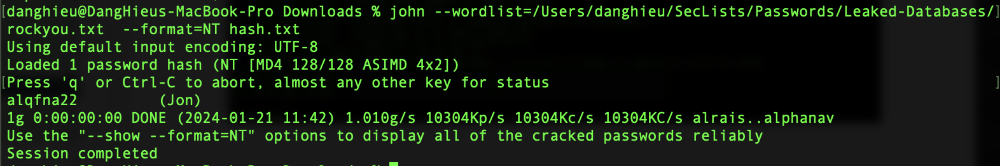 [danghieu@DangHieus-MacBook-Pro Downloads % john --wordlist=/Users/danghieu/SecLists/Passwords/Leaked-Databases/]
rockyou.txt  --format=NT hash.txt
Using default input encoding: UTF-8
Loaded 1 password hash (NT [MD4 128/128 ASIMD 4x2])
[Press 'q' or Ctrl-C to abort, almost any other key for status ]
alqfna22         (Jon)
1g 0:00:00:00 DONE (2024-01-21 11:42) 1.010g/s 10304Kp/s 10304Kc/s 10304KC/s alrais..alphanav
Use the "--show --format=NT" options to display all of the cracked passwords reliably
Session completed